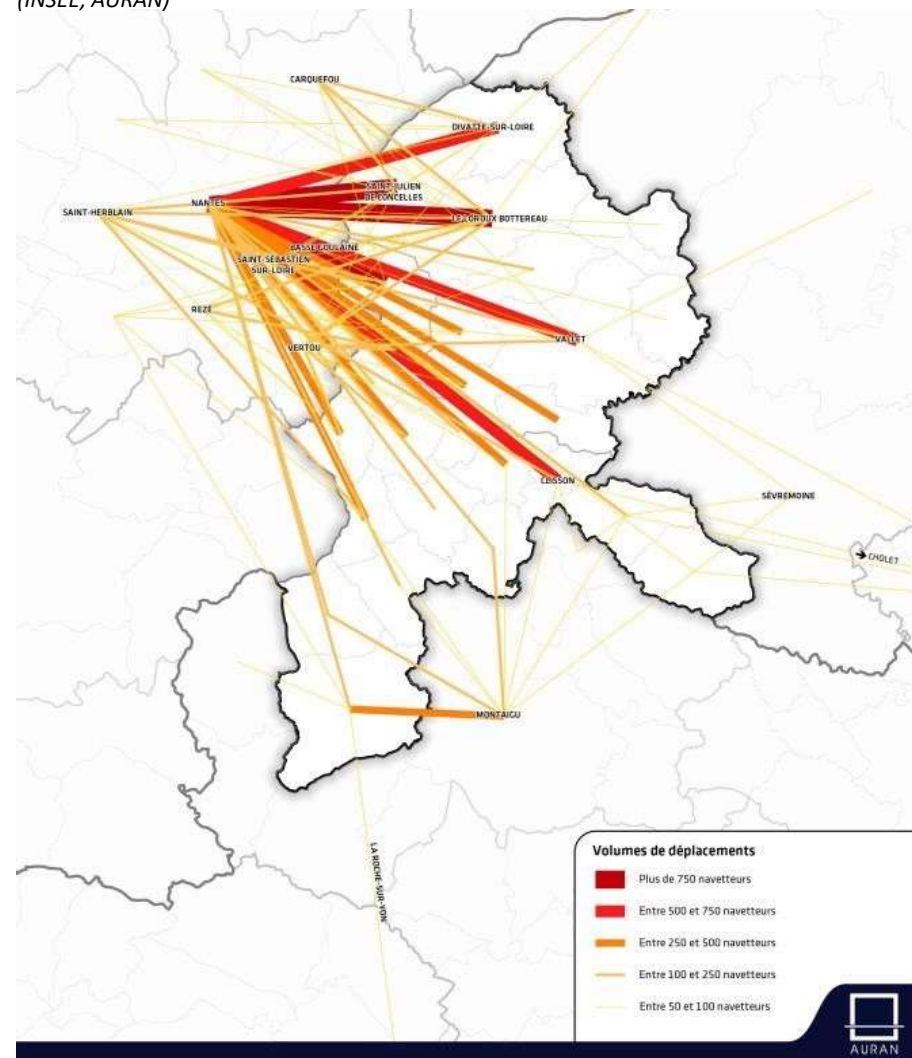 (INSEE, AURAN)
CARQUEFOU
DIVATTE-SUR-LOIRE
SAINT-JULIEN
DE CONCELLES
NANTES
SAINT-HERBLAIN
LE LOROUX BOTTEREAU
BASSE GOULAINE
SAINT-SÉBASTIEN
SUR-LOIRE
REZÉ
VERTOU
VALLET
CLISSON
SÈVREMOINE
CHOLET
MONTAIGU
LA ROCHE-SUR-YON
Volumes de déplacements
Plus de 750 navetteurs
Entre 500 et 750 navetteurs
Entre 250 et 500 navetteurs
Entre 100 et 250 navetteurs
Entre 50 et 100 navetteurs
AURAN